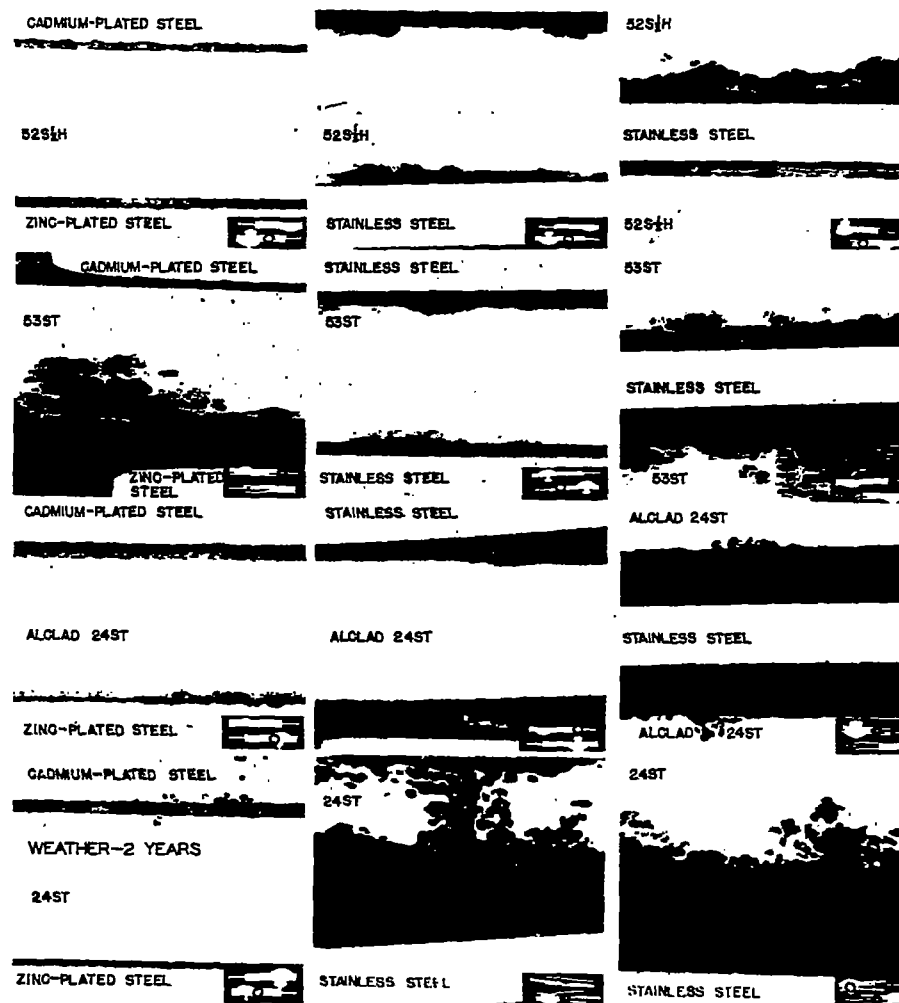 CADMIUM-PLATED STEEL
52S½H
ZINC-PLATED STEEL
52S½H
STAINLESS STEEL
52S½H
STAINLESS STEEL
52S½H
CADMIUM-PLATED STEEL
53ST
ZINC-PLATED
STEEL
STAINLESS STEEL
53ST
STAINLESS STEEL
53ST
STAINLESS STEEL
53ST
CADMIUM-PLATED STEEL
ALCLAD 24ST
ZINC-PLATED STEEL
STAINLESS STEEL
ALCLAD 24ST
ALCLAD 24ST
STAINLESS STEEL
ALCLAD 24ST
CADMIUM-PLATED STEEL
WEATHER-2 YEARS
24ST
ZINC-PLATED STEEL
24ST
STAINLESS STEEL
24ST
STAINLESS STEEL